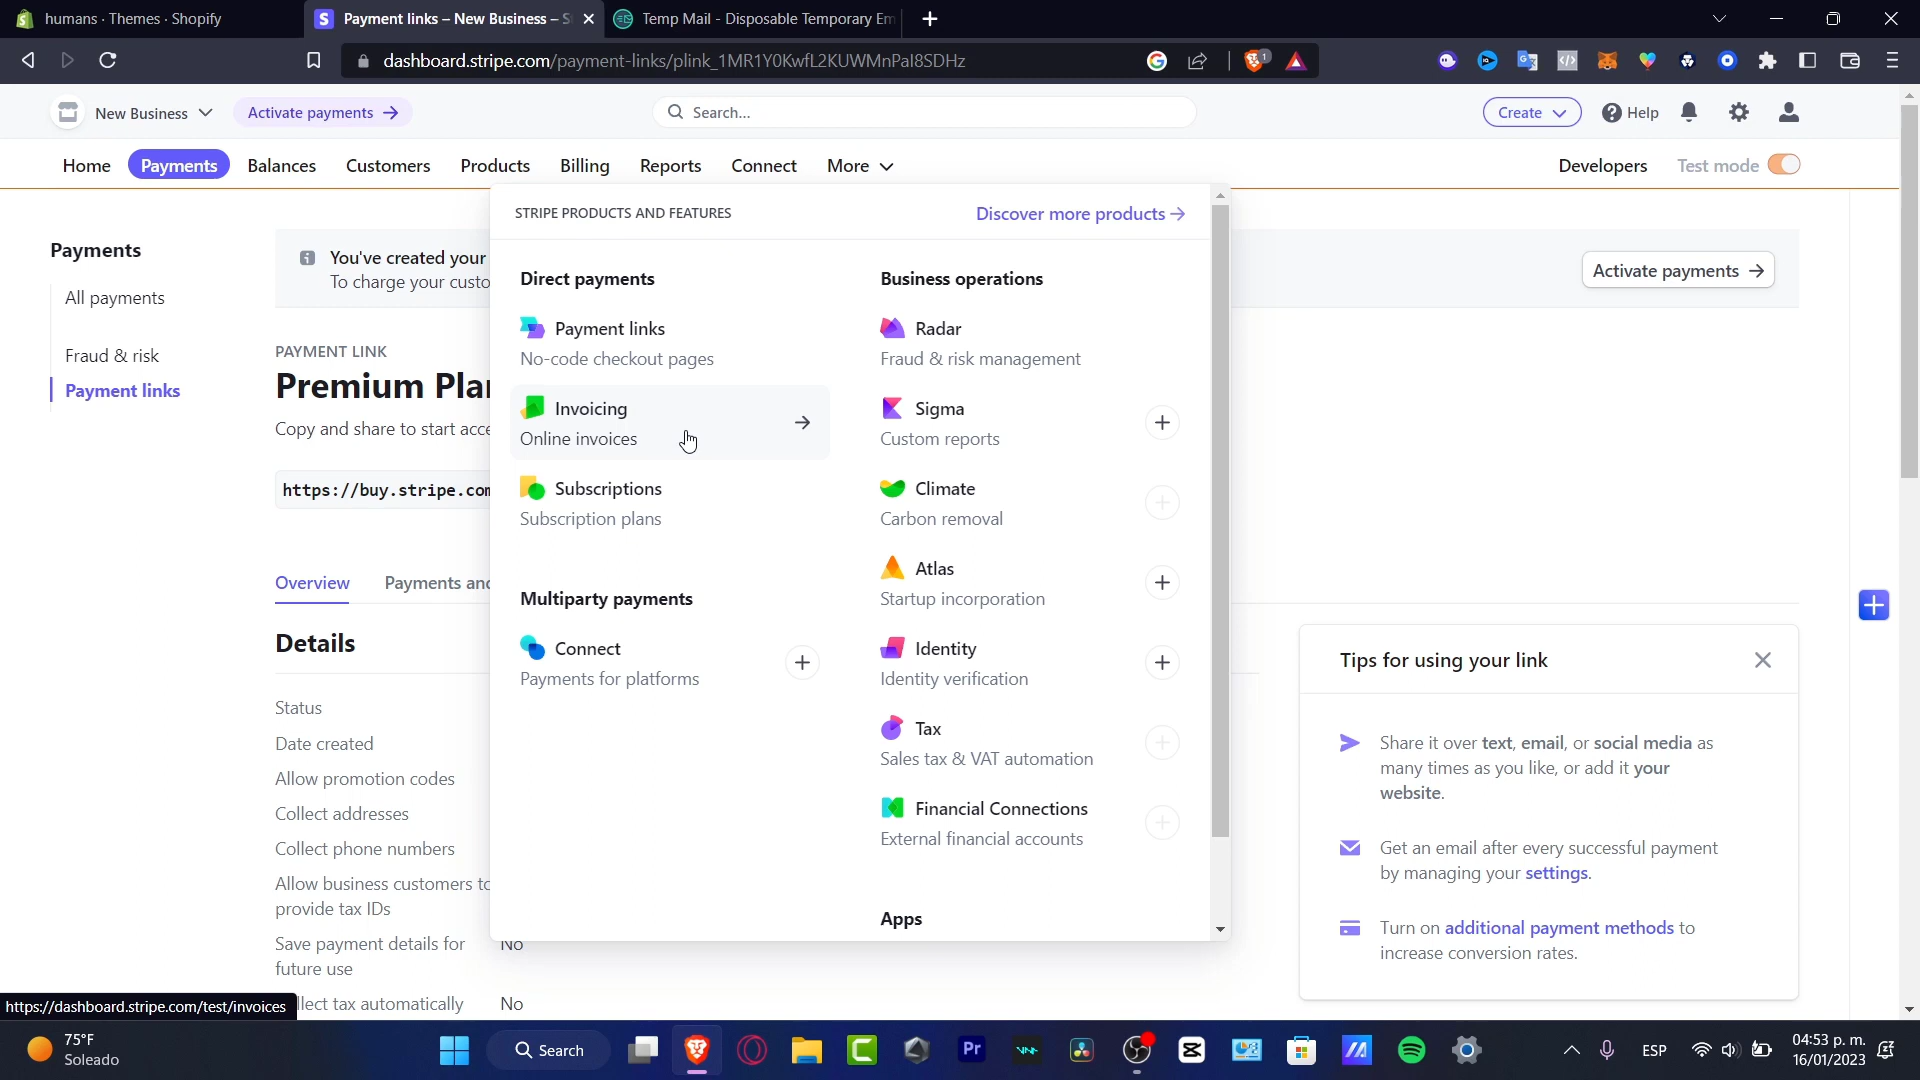 humans · Themes · Shopify
Payment links – New Business – S
Temp Mail - Disposable Temporary Em
dashboard.stripe.com/payment-links/plink_1MR1Y0KwfL2KUWMnPal8SDHz
New Business
Activate payments
Search...
Create
Help
Home
Payments
Balances
Customers
Products
Billing
Reports
Connect
More
Developers
Test mode
Payments
All payments
Fraud & risk
Payment links
You've created your
To charge your custo
Activate payments
PAYMENT LINK
Premium Pla
Copy and share to start acce
https://buy.stripe.com
Overview
Payments and
Details
Status
Date created
Allow promotion codes
Collect addresses
Collect phone numbers
Allow business customers to
provide tax IDs
Save payment details for
future use
No
llect tax automatically
No
STRIPE PRODUCTS AND FEATURES
Discover more products
Direct payments
Payment links
No-code checkout pages
Invoicing
Online invoices
Subscriptions
Subscription plans
Multiparty payments
Connect
Payments for platforms
Business operations
Radar
Fraud & risk management
Sigma
Custom reports
Climate
Carbon removal
Atlas
Startup incorporation
Identity
Identity verification
Tax
Sales tax & VAT automation
Financial Connections
External financial accounts
Apps
Tips for using your link
Share it over text, email, or social media as
many times as you like, or add it your
website.
Get an email after every successful payment
by managing your settings.
Turn on additional payment methods to
increase conversion rates.
https://dashboard.stripe.com/test/invoices
75°F
Soleado
Search
Pr
ESP
04:53 p. m.
16/01/2023